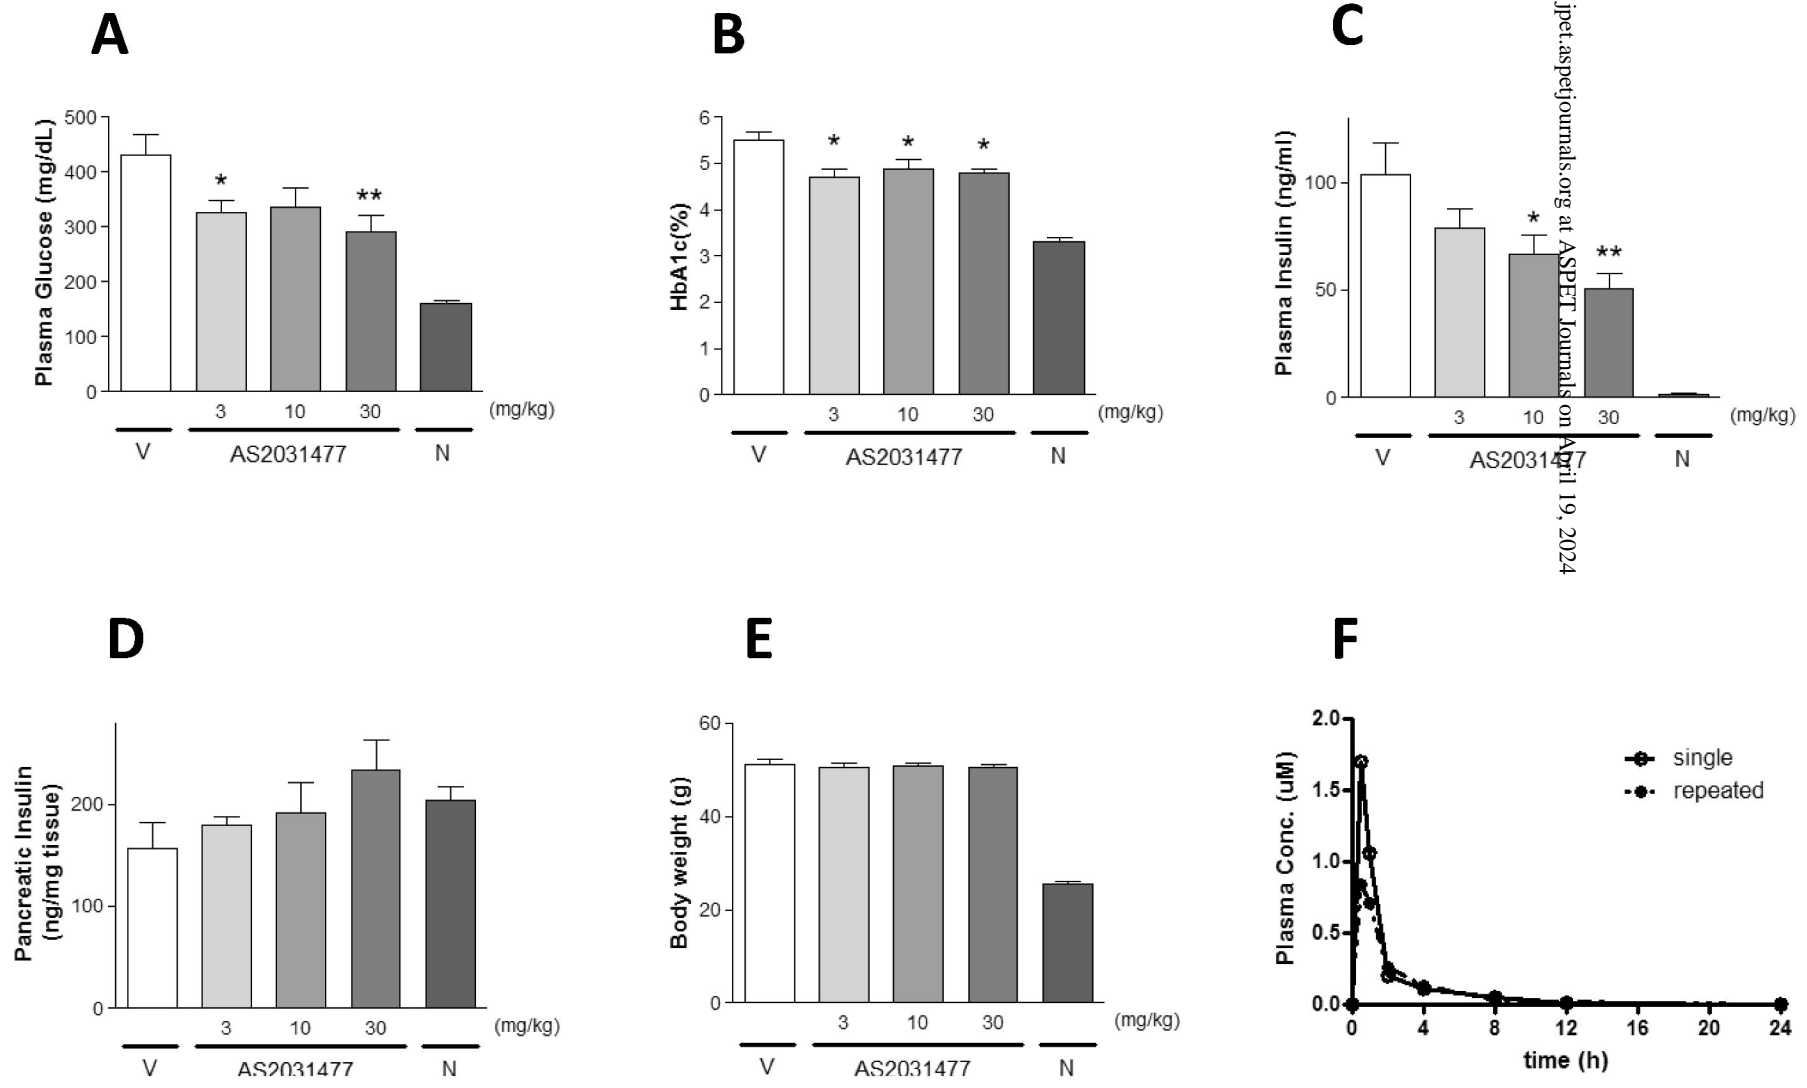 A
Plasma Glucose (mg/dL)
500
400
300
200
100
0
*
**
3 10 30 (mg/kg)
V AS2031477 N
B
HbA1c(%)
6
5
4
3
2
1
0
* * *
3 10 30 (mg/kg)
V AS2031477 N
C
Plasma Insulin (ng/ml)
100
50
0
*
**
3 10 30 (mg/kg)
V AS2031477 N
jpet.aspetjournals.org at ASPET Journals on April 19, 2024
D
Pancreatic Insulin
(ng/mg tissue)
200
100
0
3 10 30 (mg/kg)
V AS2031477 N
E
Body weight (g)
60
40
20
0
3 10 30 (mg/kg)
V AS2031477 N
F
Plasma Conc. (uM)
2.0
1.5
1.0
0.5
0.0
single
repeated
0 4 8 12 16 20 24
time (h)